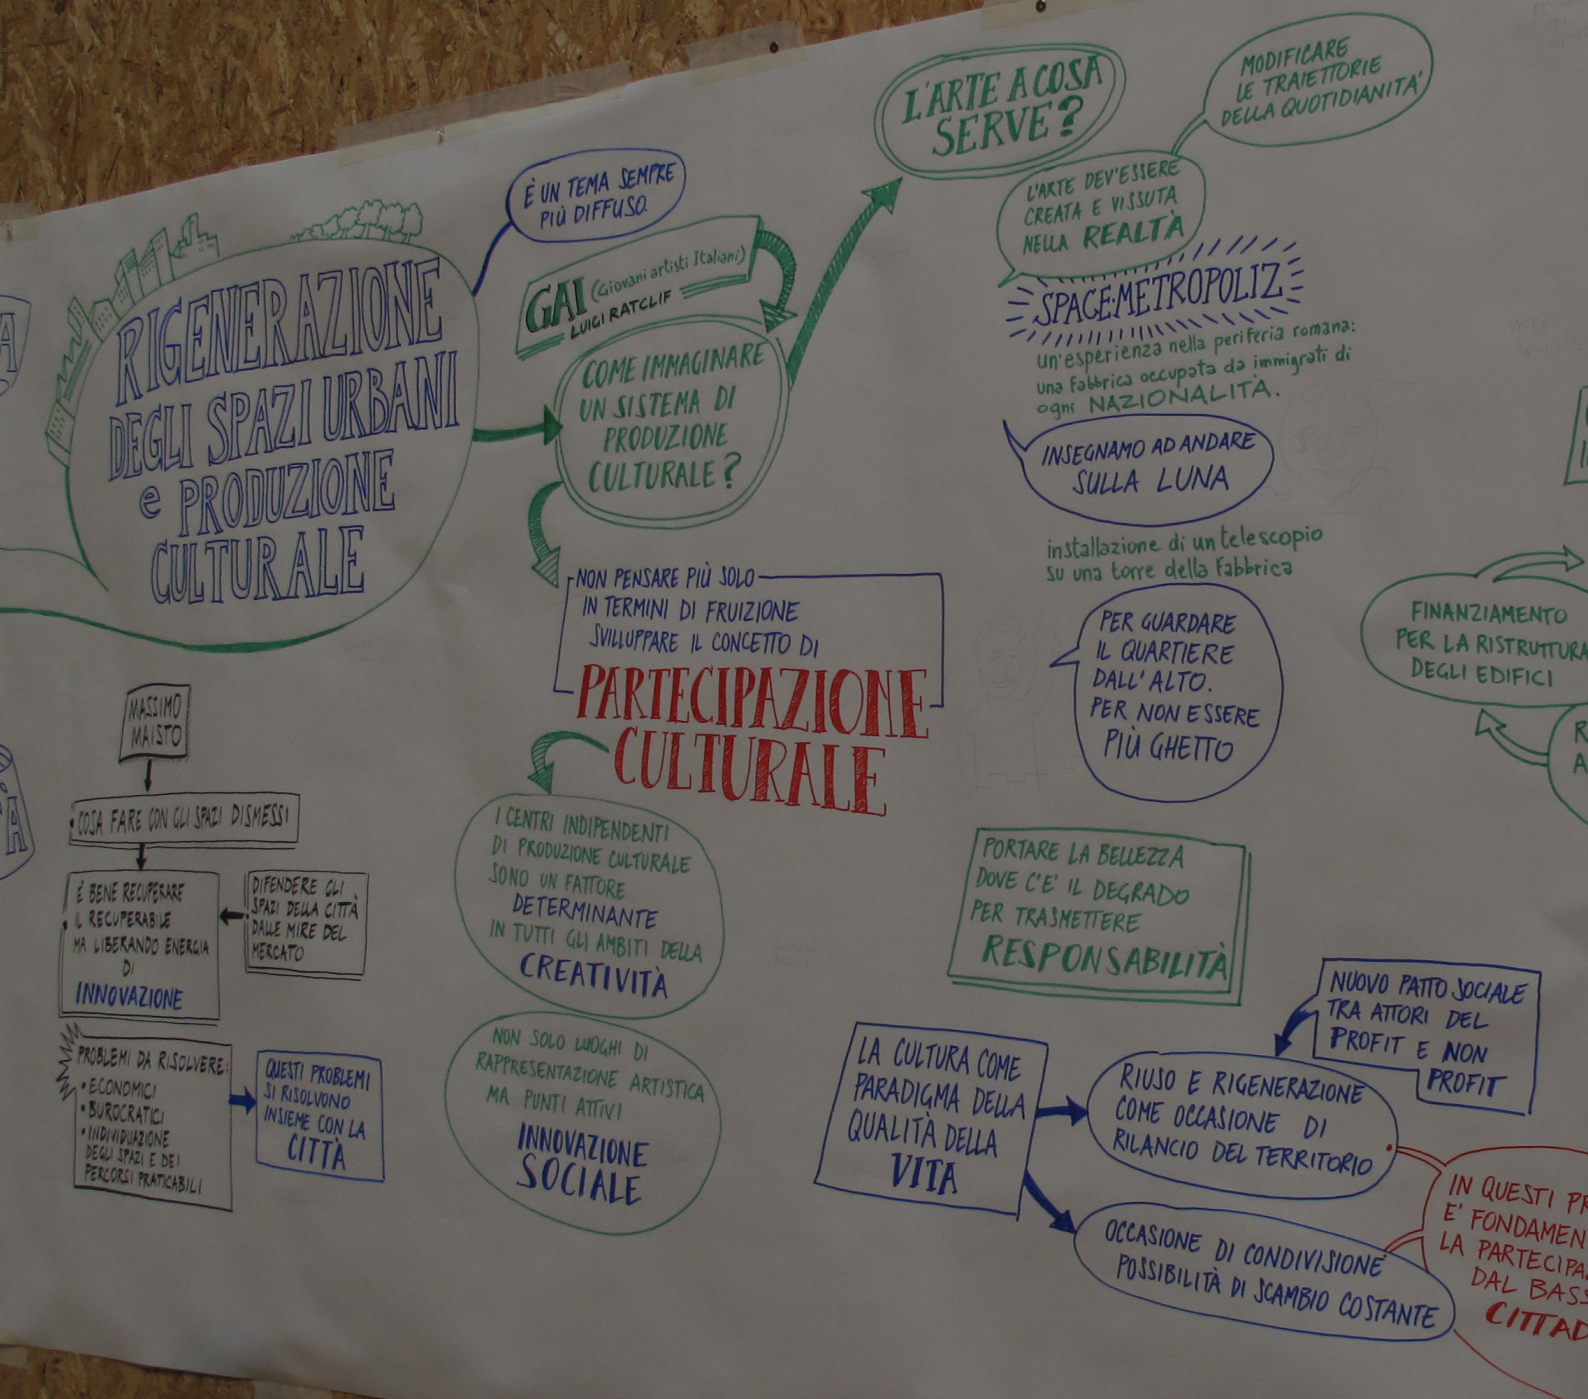 RIGENERAZIONE
DEGLI SPAZI URBANI
e PRODUZIONE
CULTURALE
È UN TEMA SEMPRE
PIÙ DIFFUSO.
GAI (Giovani artisti Italiani)
LUIGI RATCLIF
COME IMMAGINARE
UN SISTEMA DI
PRODUZIONE
CULTURALE?
L'ARTE A COSA
SERVE?
MODIFICARE
LE TRAIETTORIE
DELLA QUOTIDIANITA'
L'ARTE DEV'ESSERE
CREATA E VISSUTA
NELLA REALTÀ
SPACE·METROPOLIZ
un'esperienza nella periferia romana:
una fabbrica occupata da immigrati di
ogni NAZIONALITÀ.
INSEGNAMO AD ANDARE
SULLA LUNA
installazione di un telescopio
su una torre della fabbrica
PER GUARDARE
IL QUARTIERE
DALL'ALTO.
PER NON ESSERE
PIÙ GHETTO
NON PENSARE PIÙ SOLO
IN TERMINI DI FRUIZIONE
SVILUPPARE IL CONCETTO DI
PARTECIPAZIONE
CULTURALE
I CENTRI INDIPENDENTI
DI PRODUZIONE CULTURALE
SONO UN FATTORE
DETERMINANTE
IN TUTTI GLI AMBITI DELLA
CREATIVITÀ
NON SOLO LUOGHI DI
RAPPRESENTAZIONE ARTISTICA
MA PUNTI ATTIVI
INNOVAZIONE
SOCIALE
MASSIMO
MAISTO
• COSA FARE CON GLI SPAZI DISMESSI
È BENE RECUPERARE
• IL RECUPERABILE
MA LIBERANDO ENERGIA
DI
INNOVAZIONE
DIFENDERE GLI
• SPAZI DELLA CITTÀ
DALLE MIRE DEL
MERCATO
PROBLEMI DA RISOLVERE:
• ECONOMICI
• BUROCRATICI
• INDIVIDUAZIONE
DEGLI SPAZI E DEI
PERCORSI PRATICABILI
QUESTI PROBLEMI
SI RISOLVONO
INSIEME CON LA
CITTÀ
PORTARE LA BELLEZZA
DOVE C'E' IL DEGRADO
PER TRASMETTERE
RESPONSABILITÀ
LA CULTURA COME
PARADIGMA DELLA
QUALITÀ DELLA
VITA
NUOVO PATTO SOCIALE
TRA ATTORI DEL
PROFIT E NON
PROFIT
RIUSO E RIGENERAZIONE
COME OCCASIONE DI
RILANCIO DEL TERRITORIO
OCCASIONE DI CONDIVISIONE
POSSIBILITÀ DI SCAMBIO COSTANTE
FINANZIAMENTO
PER LA RISTRUTTURA
DEGLI EDIFICI
IN QUESTI PR
E' FONDAMEN
LA PARTECIPA
DAL BASS
CITTAD